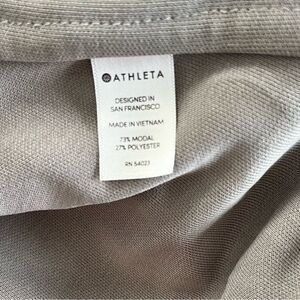 ATHLETA
DESIGNED IN
SAN FRANCISCO
MADE IN VIETNAM
73% MODAL
27% POLYESTER
RN 54023